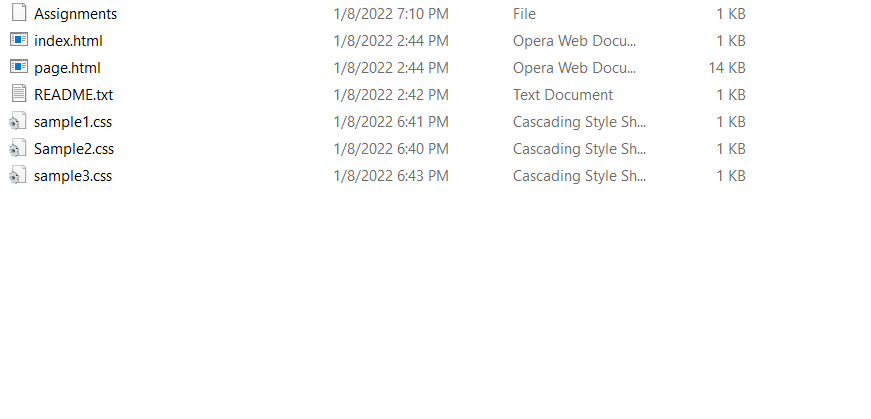 Assignments 1/8/2022 7:10 PM File 1 KB
index.html 1/8/2022 2:44 PM Opera Web Docu... 1 KB
page.html 1/8/2022 2:44 PM Opera Web Docu... 14 KB
README.txt 1/8/2022 2:42 PM Text Document 1 KB
sample1.css 1/8/2022 6:41 PM Cascading Style Sh... 1 KB
Sample2.css 1/8/2022 6:40 PM Cascading Style Sh... 1 KB
sample3.css 1/8/2022 6:43 PM Cascading Style Sh... 1 KB